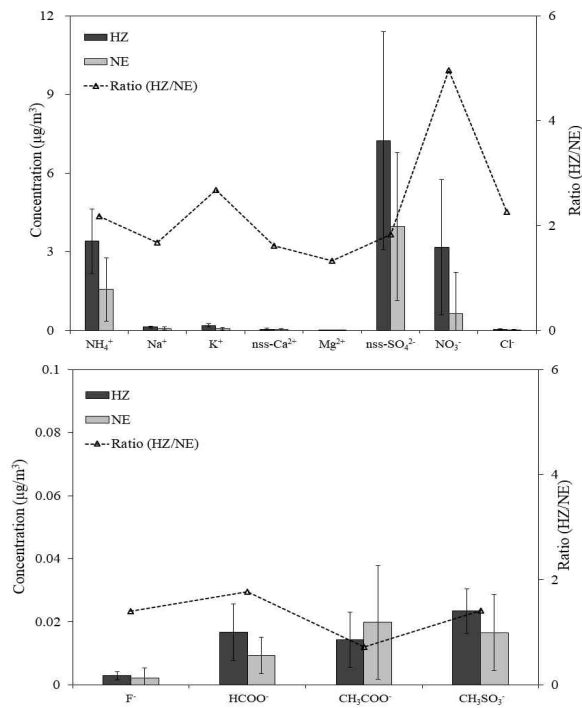 12
9
6
3
0
6
4
2
0
Concentration (μg/m³)
Ratio (HZ/NE)
HZ
NE
Ratio (HZ/NE)
NH₄⁺ Na⁺ K⁺ nss-Ca²⁺ Mg²⁺ nss-SO₄²⁻ NO₃⁻ Cl⁻
0.1
0.08
0.06
0.04
0.02
0
6
4
2
0
Concentration (μg/m³)
Ratio (HZ/NE)
HZ
NE
Ratio (HZ/NE)
F⁻ HCOO⁻ CH₃COO⁻ CH₃SO₃⁻